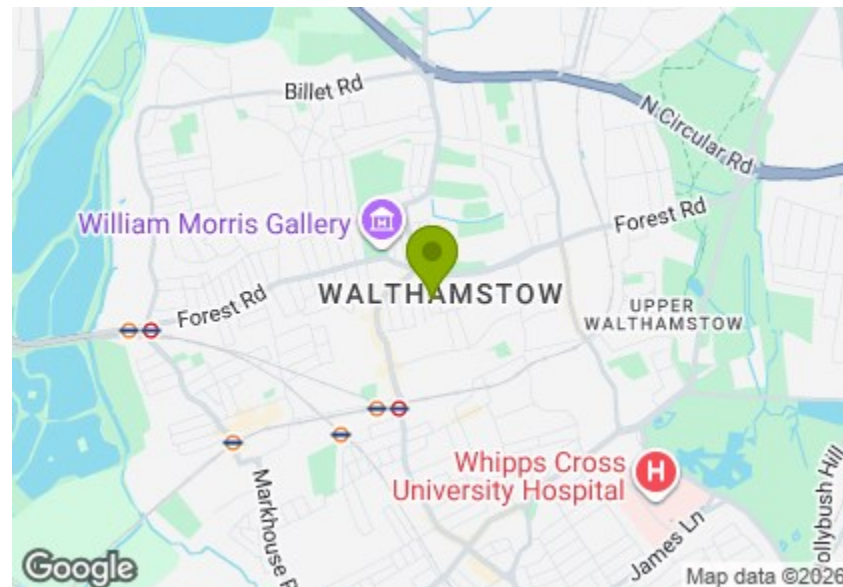 Billet Rd
N Circular Rd
William Morris Gallery
Forest Rd
Forest Rd
WALTHAMSTOW
UPPER
WALTHAMSTOW
Whipps Cross
University Hospital
H
Markhouse R
James Ln
ollybush Hill
Google
Map data ©2026